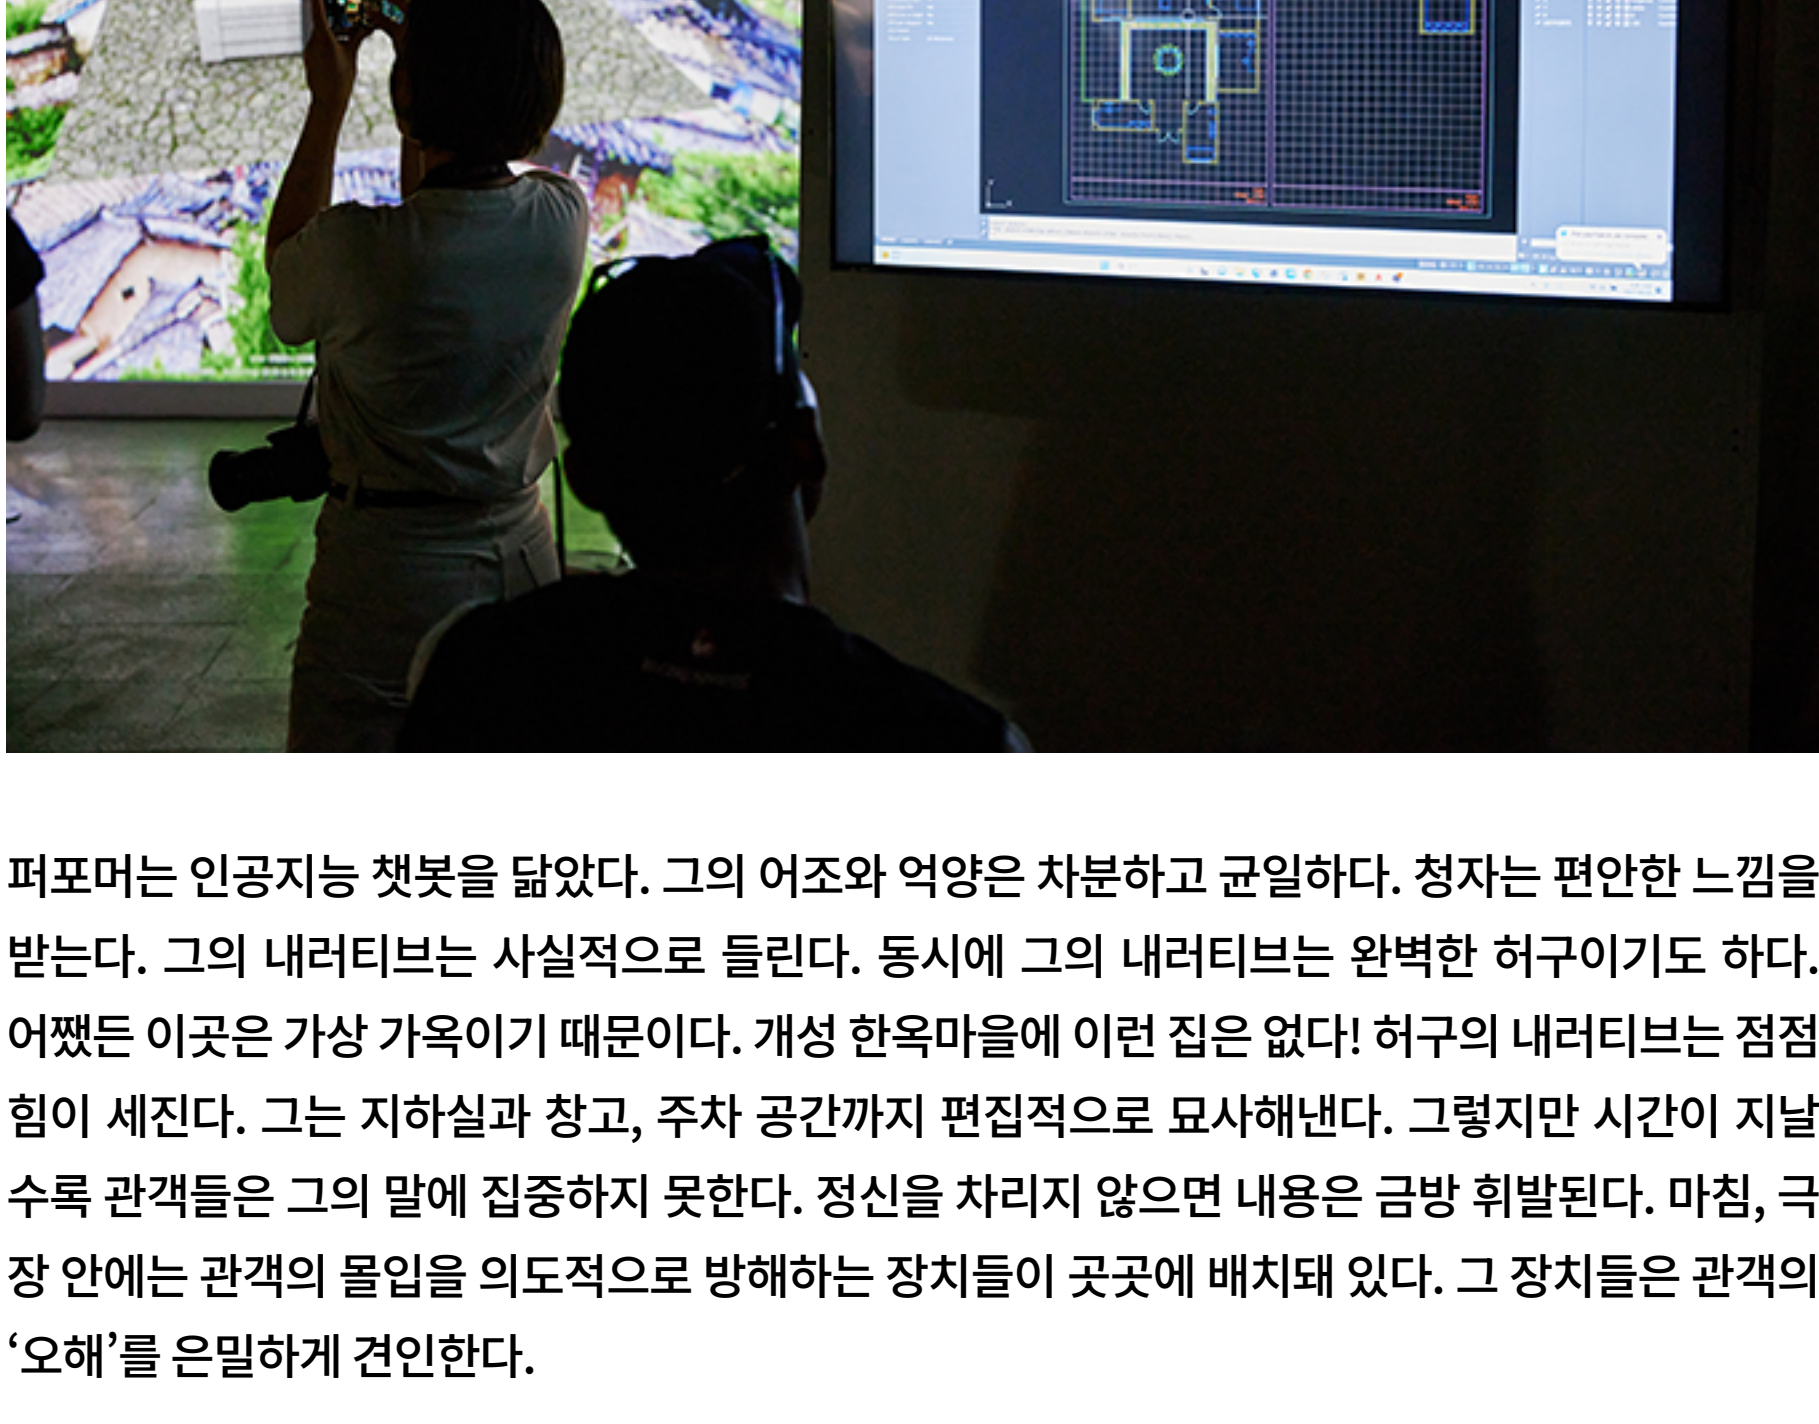 퍼포머는 인공지능 챗봇을 닮았다. 그의 어조와 억양은 차분하고 균일하다. 청자는 편안한 느낌을
받는다. 그의 내러티브는 사실적으로 들린다. 동시에 그의 내러티브는 완벽한 허구이기도 하다.
어쨌든 이곳은 가상 가옥이기 때문이다. 개성 한옥마을에 이런 집은 없다! 허구의 내러티브는 점점
힘이 세진다. 그는 지하실과 창고, 주차 공간까지 편집적으로 묘사해낸다. 그렇지만 시간이 지날
수록 관객들은 그의 말에 집중하지 못한다. 정신을 차리지 않으면 내용은 금방 휘발된다. 마침, 극
장 안에는 관객의 몰입을 의도적으로 방해하는 장치들이 곳곳에 배치돼 있다. 그 장치들은 관객의
‘오해’를 은밀하게 견인한다.